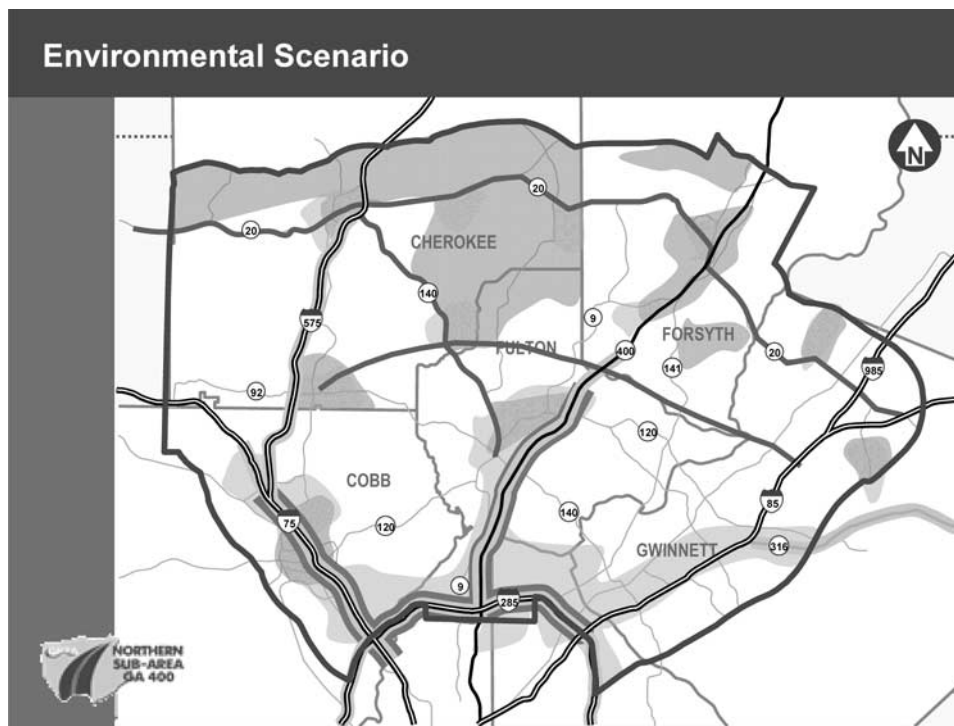 Environmental Scenario
N
20
20
CHEROKEE
140
9
575
400
FORSYTH
FULTON
20
141
985
92
120
COBB
85
75
120
140
316
GWINNETT
9
285
NORTHERN
SUB-AREA
GA 400